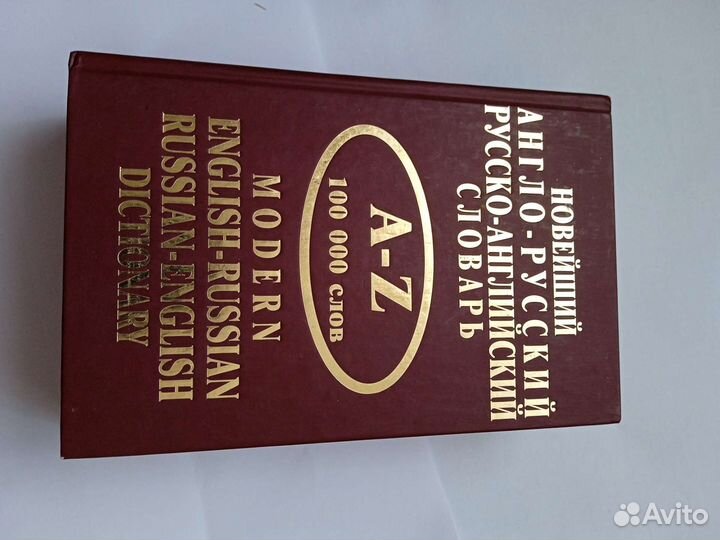 НОВЕЙШИЙ
АНГЛО-РУССКИЙ
РУССКО-АНГЛИЙСКИЙ
СЛОВАРЬ
A-Z
100 000 слов
MODERN
ENGLISH-RUSSIAN
RUSSIAN-ENGLISH
DICTIONARY
Avito